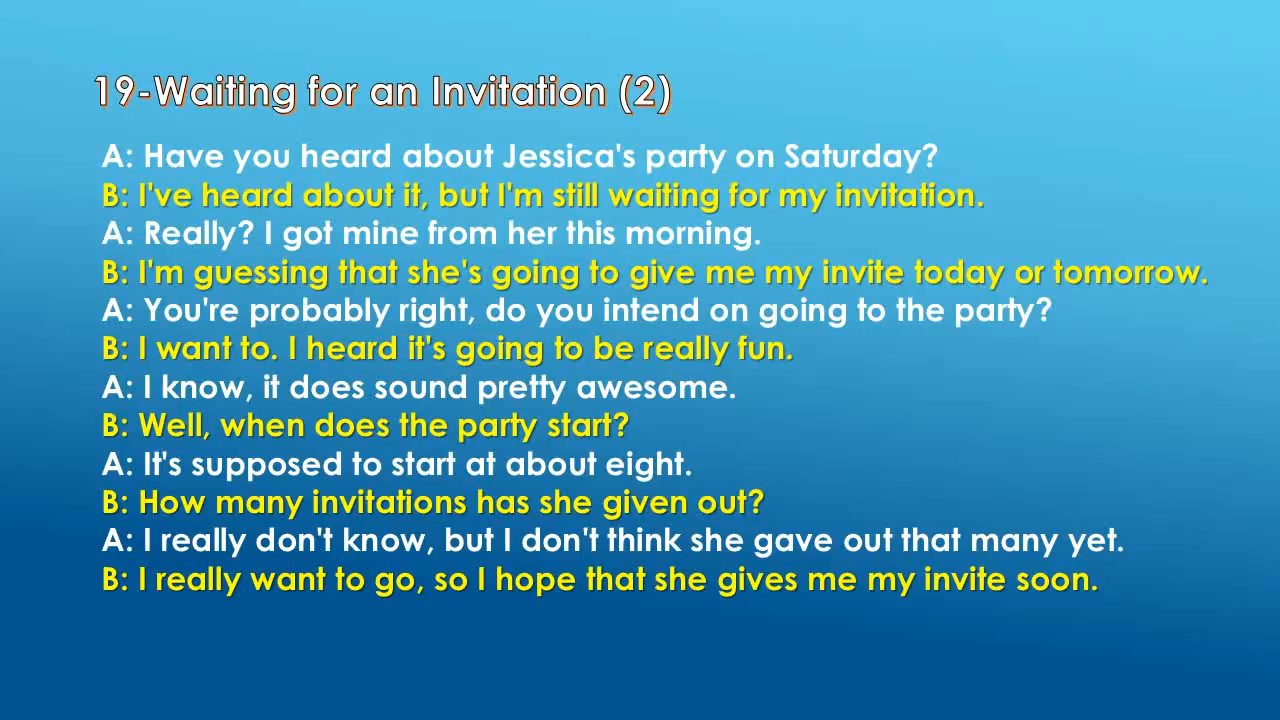 19-Waiting for an Invitation (2)
A: Have you heard about Jessica's party on Saturday?
B: I've heard about it, but I'm still waiting for my invitation.
A: Really? I got mine from her this morning.
B: I'm guessing that she's going to give me my invite today or tomorrow.
A: You're probably right, do you intend on going to the party?
B: I want to. I heard it's going to be really fun.
A: I know, it does sound pretty awesome.
B: Well, when does the party start?
A: It's supposed to start at about eight.
B: How many invitations has she given out?
A: I really don't know, but I don't think she gave out that many yet.
B: I really want to go, so I hope that she gives me my invite soon.